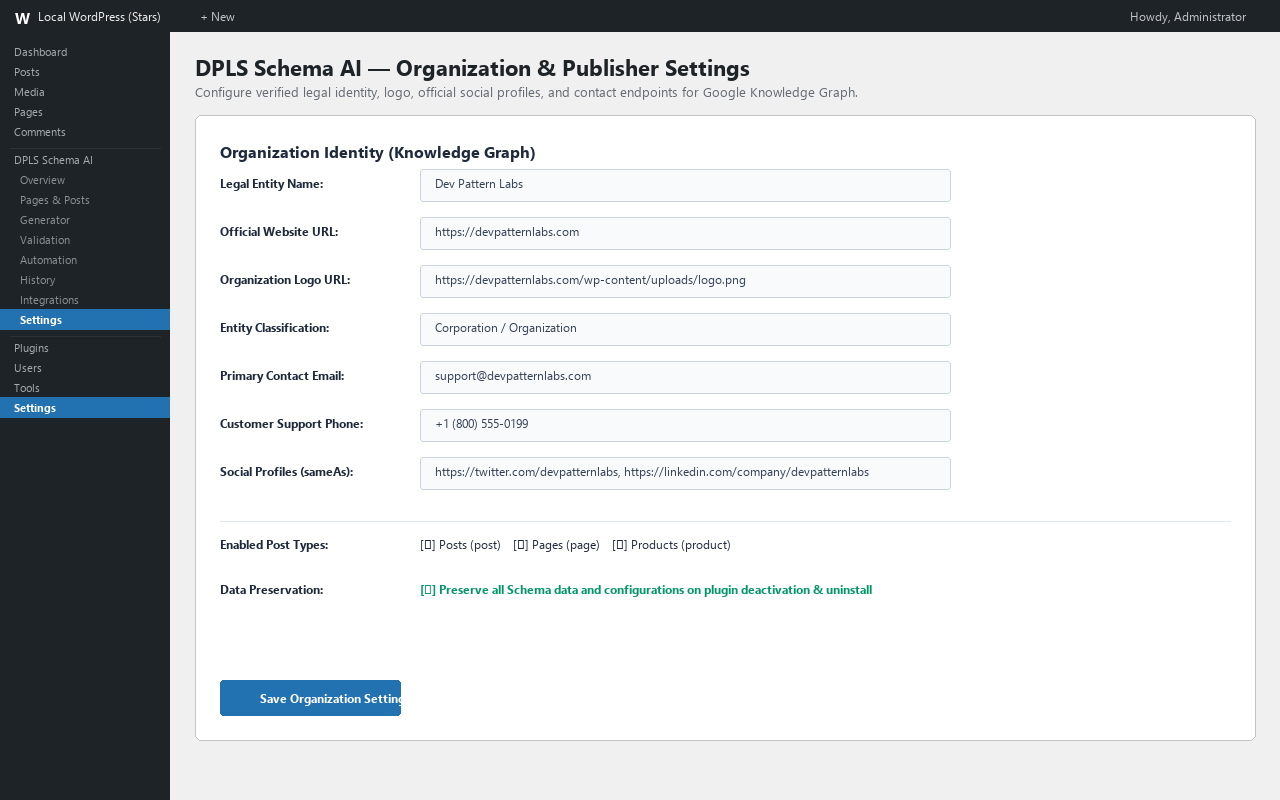 W Local WordPress (Stars) + New Howdy, Administrator
Dashboard
Posts
Media
Pages
Comments
DPLS Schema AI
Overview
Pages & Posts
Generator
Validation
Automation
History
Integrations
Settings
Plugins
Users
Tools
Settings
DPLS Schema AI — Organization & Publisher Settings
Configure verified legal identity, logo, official social profiles, and contact endpoints for Google Knowledge Graph.
Organization Identity (Knowledge Graph)
Legal Entity Name: Dev Pattern Labs
Official Website URL: https://devpatternlabs.com
Organization Logo URL: https://devpatternlabs.com/wp-content/uploads/logo.png
Entity Classification: Corporation / Organization
Primary Contact Email: support@devpatternlabs.com
Customer Support Phone: +1 (800) 555-0199
Social Profiles (sameAs): https://twitter.com/devpatternlabs, https://linkedin.com/company/devpatternlabs
Enabled Post Types: [▯] Posts (post) [▯] Pages (page) [▯] Products (product)
Data Preservation: [▯] Preserve all Schema data and configurations on plugin deactivation & uninstall
Save Organization Setting